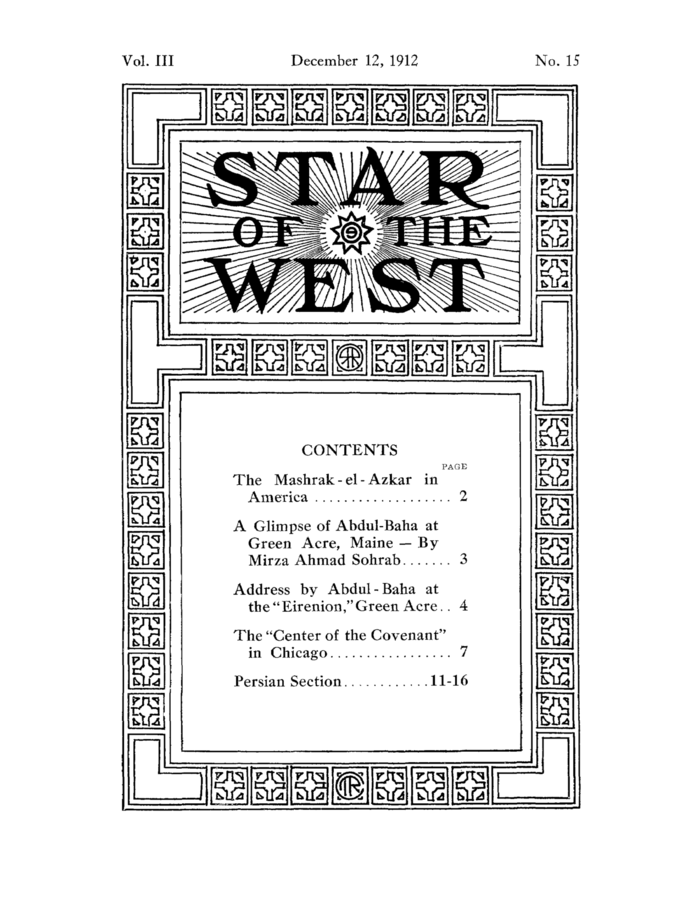 Vol. III December 12, 1912 No. 15
STAR
OF THE
WEST
CONTENTS
PAGE
The Mashrak-el-Azkar in
America ................... 2
A Glimpse of Abdul-Baha at
Green Acre, Maine — By
Mirza Ahmad Sohrab....... 3
Address by Abdul-Baha at
the "Eirenion," Green Acre.. 4
The "Center of the Covenant"
in Chicago................. 7
Persian Section............11-16